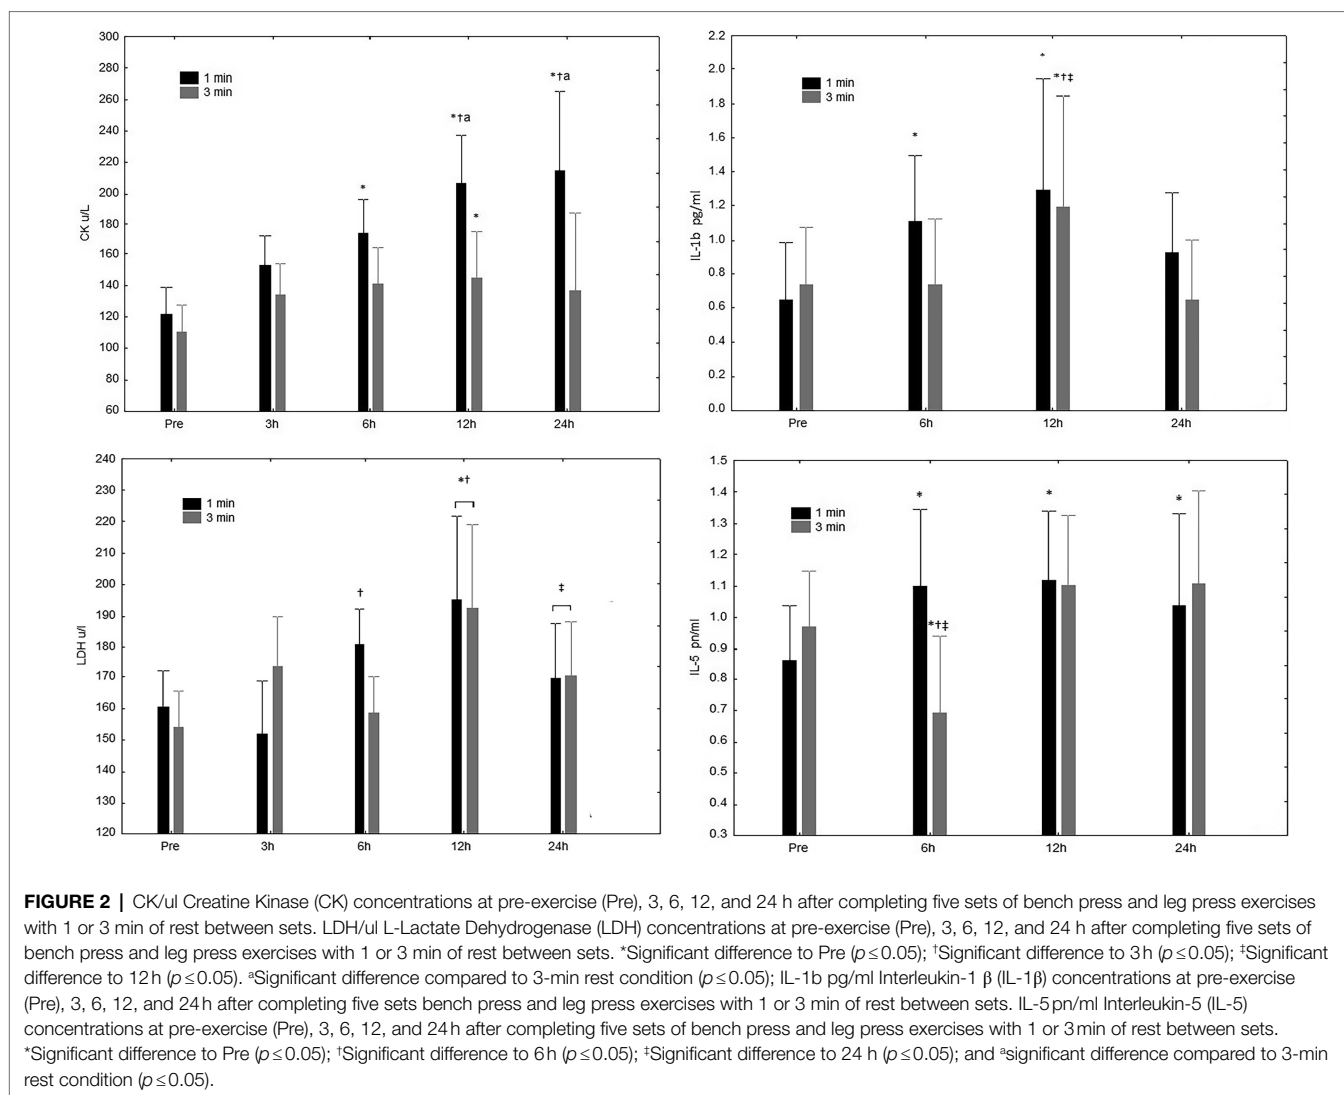 300
280
260
240
220
200
180
160
140
120
100
80
60
CK u/L
1 min
3 min
*
*†a
*
*†a
Pre
3h
6h
12h
24h
2.2
2.0
1.8
1.6
1.4
1.2
1.0
0.8
0.6
0.4
0.2
0.0
IL-1b pg/ml
1 min
3 min
*
*
*†‡
Pre
6h
12h
24h
240
230
220
210
200
190
180
170
160
150
140
130
120
LDH u/l
1 min
3 min
†
*†
‡
Pre
3h
6h
12h
24h
1.5
1.4
1.3
1.2
1.1
1.0
0.9
0.8
0.7
0.6
0.5
0.4
0.3
IL-5 pn/ml
1 min
3 min
*
*†‡
*
*
Pre
6h
12h
24h
FIGURE 2 | CK/ul Creatine Kinase (CK) concentrations at pre-exercise (Pre), 3, 6, 12, and 24 h after completing five sets of bench press and leg press exercises
with 1 or 3 min of rest between sets. LDH/ul L-Lactate Dehydrogenase (LDH) concentrations at pre-exercise (Pre), 3, 6, 12, and 24 h after completing five sets of
bench press and leg press exercises with 1 or 3 min of rest between sets. *Significant difference to Pre (p ≤ 0.05); †Significant difference to 3 h (p ≤ 0.05); ‡Significant
difference to 12 h (p ≤ 0.05). ᵃSignificant difference compared to 3-min rest condition (p ≤ 0.05); IL-1b pg/ml Interleukin-1 β (IL-1β) concentrations at pre-exercise
(Pre), 3, 6, 12, and 24 h after completing five sets bench press and leg press exercises with 1 or 3 min of rest between sets. IL-5 pn/ml Interleukin-5 (IL-5)
concentrations at pre-exercise (Pre), 3, 6, 12, and 24 h after completing five sets of bench press and leg press exercises with 1 or 3 min of rest between sets.
*Significant difference to Pre (p ≤ 0.05); †Significant difference to 6 h (p ≤ 0.05); ‡Significant difference to 24 h (p ≤ 0.05); and ᵃsignificant difference compared to 3-min
rest condition (p ≤ 0.05).